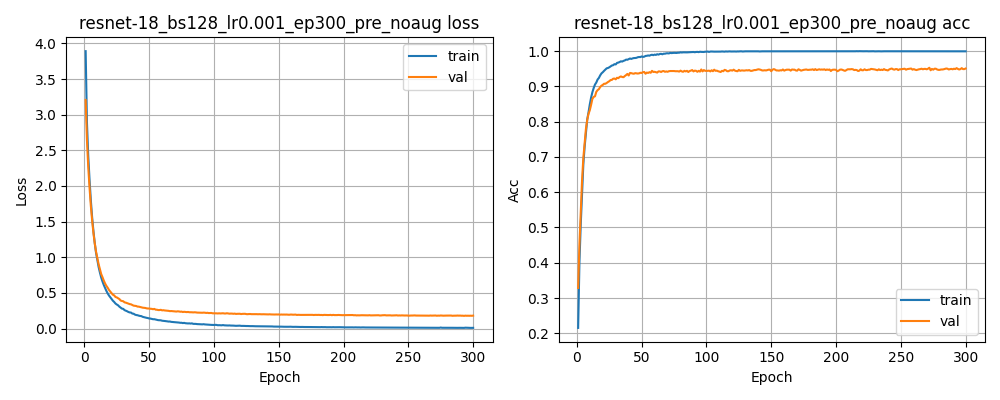 resnet-18_bs128_lr0.001_ep300_pre_noaug loss
4.0
3.5
3.0
2.5
2.0
1.5
1.0
0.5
0.0
Loss
train
val
0 50 100 150 200 250 300
Epoch
resnet-18_bs128_lr0.001_ep300_pre_noaug acc
1.0
0.9
0.8
0.7
0.6
0.5
0.4
0.3
0.2
Acc
train
val
0 50 100 150 200 250 300
Epoch